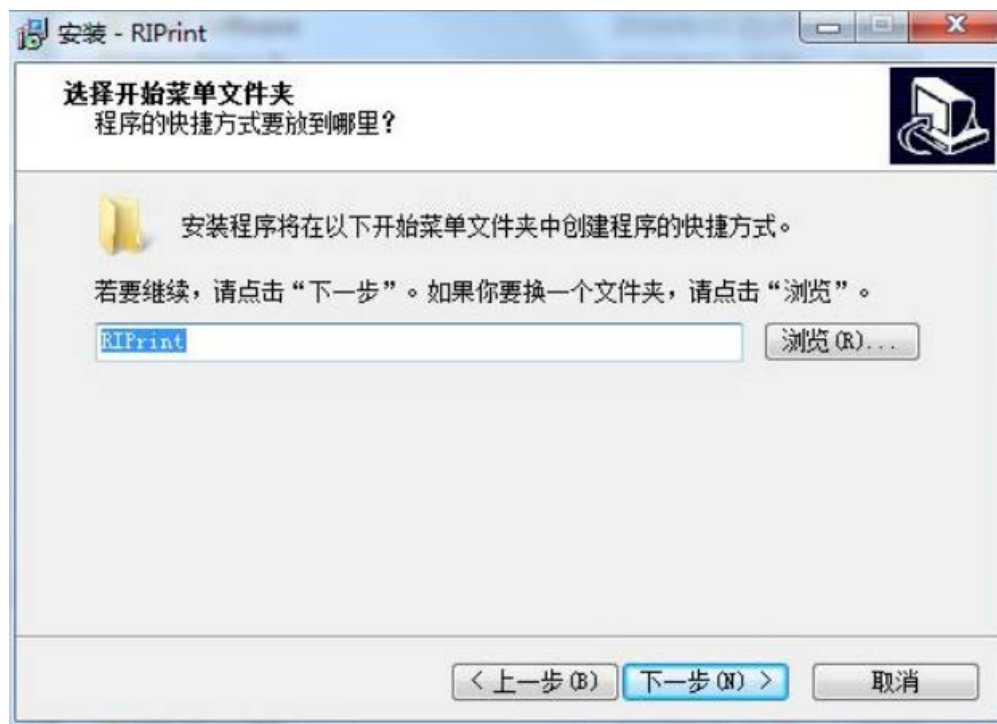 安装 - RIPrint
选择开始菜单文件夹
程序的快捷方式要放到哪里?
安装程序将在以下开始菜单文件夹中创建程序的快捷方式。
若要继续,请点击“下一步”。如果你要换一个文件夹,请点击“浏览”。
RIPrint
浏览(R)...
< 上一步(B)
下一步(N) >
取消